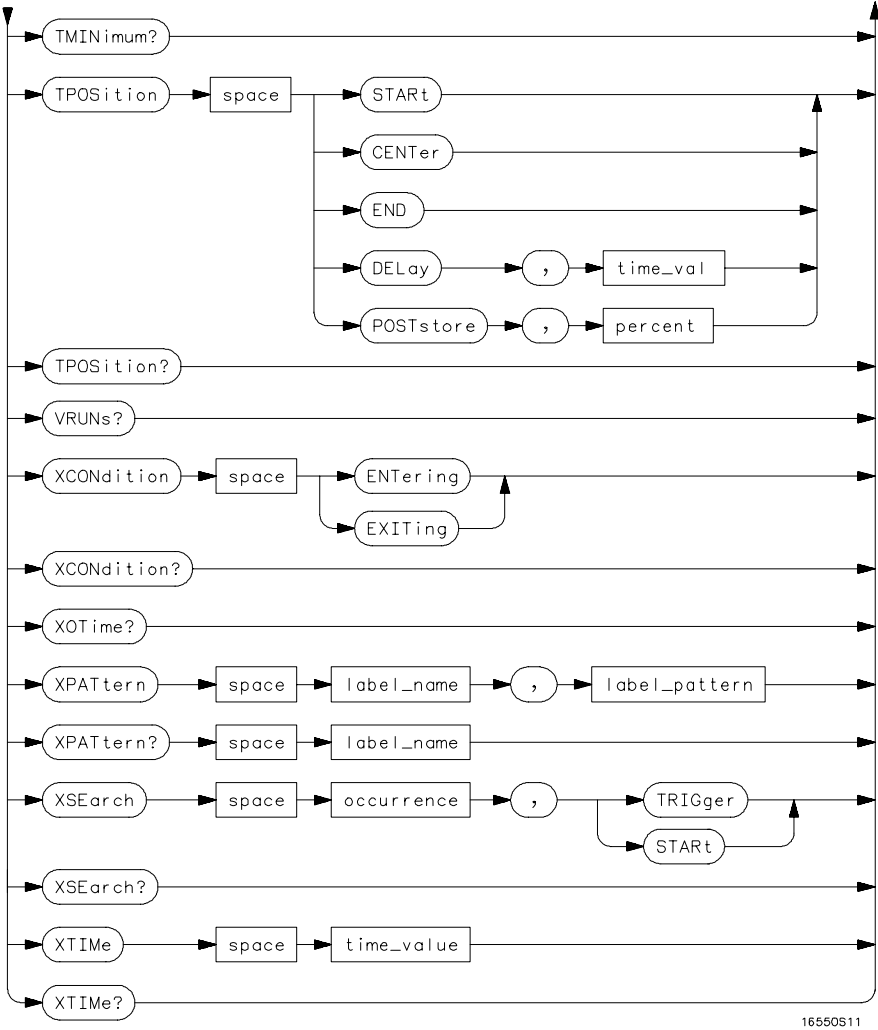 TMINimum?
TPOSition space STARt
CENTer
END
DELay , time_val
POSTstore , percent
TPOSition?
VRUNs?
XCONdition space ENTering
EXITing
XCONdition?
XOTime?
XPATtern space label_name , label_pattern
XPATtern? space label_name
XSEarch space occurrence , TRIGger
STARt
XSEarch?
XTIMe space time_value
XTIMe?
16550S11